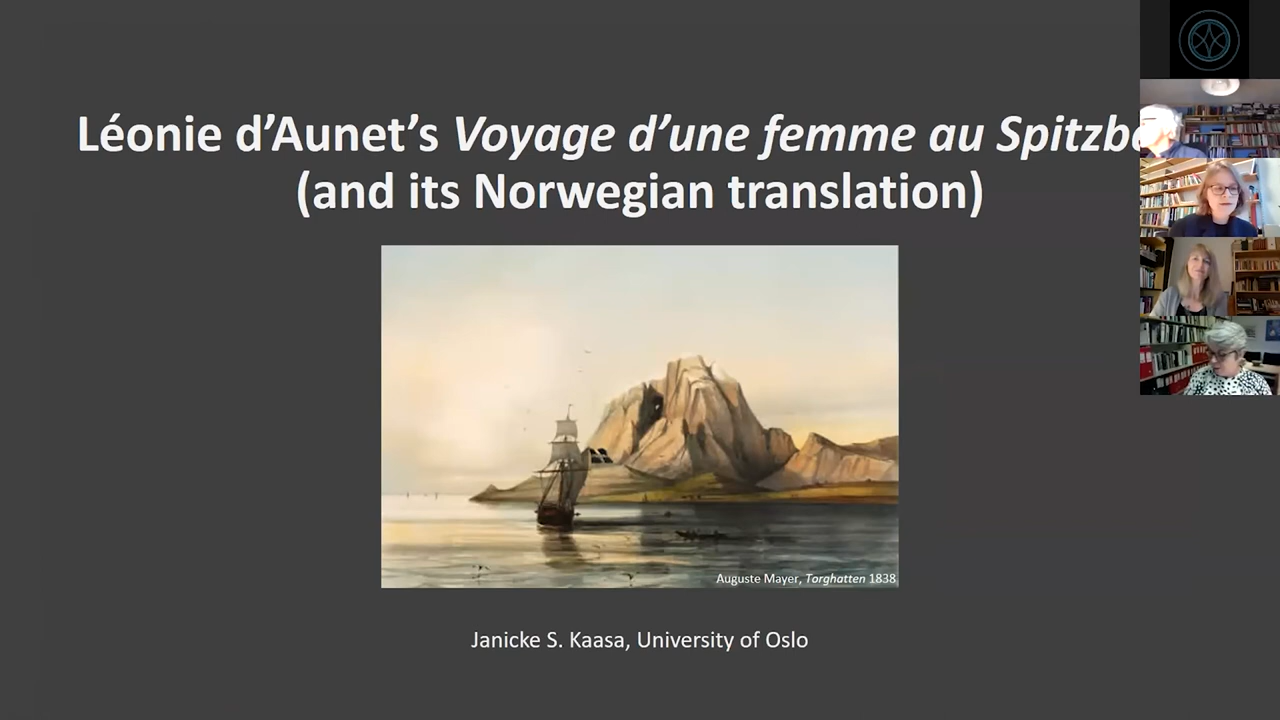 Léonie d’Aunet’s Voyage d’une femme au
(and its Norwegian translation)
Auguste Mayer, Torghatten 1838
Janicke S. Kaasa, University of Oslo